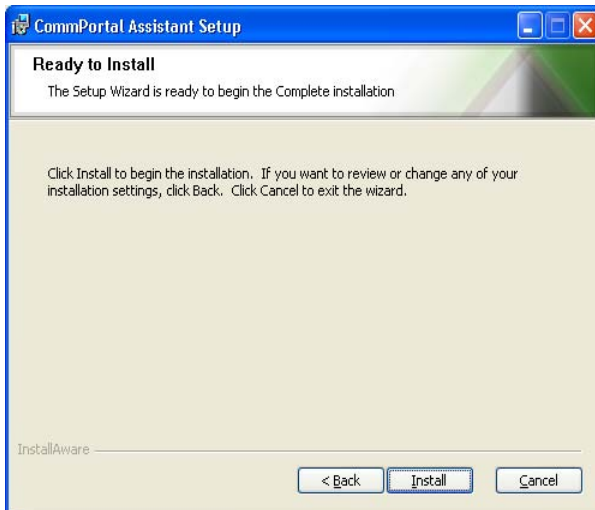 CommPortal Assistant Setup
Ready to Install
The Setup Wizard is ready to begin the Complete installation
Click Install to begin the installation. If you want to review or change any of your
installation settings, click Back. Click Cancel to exit the wizard.
InstallAware
< Back Install Cancel